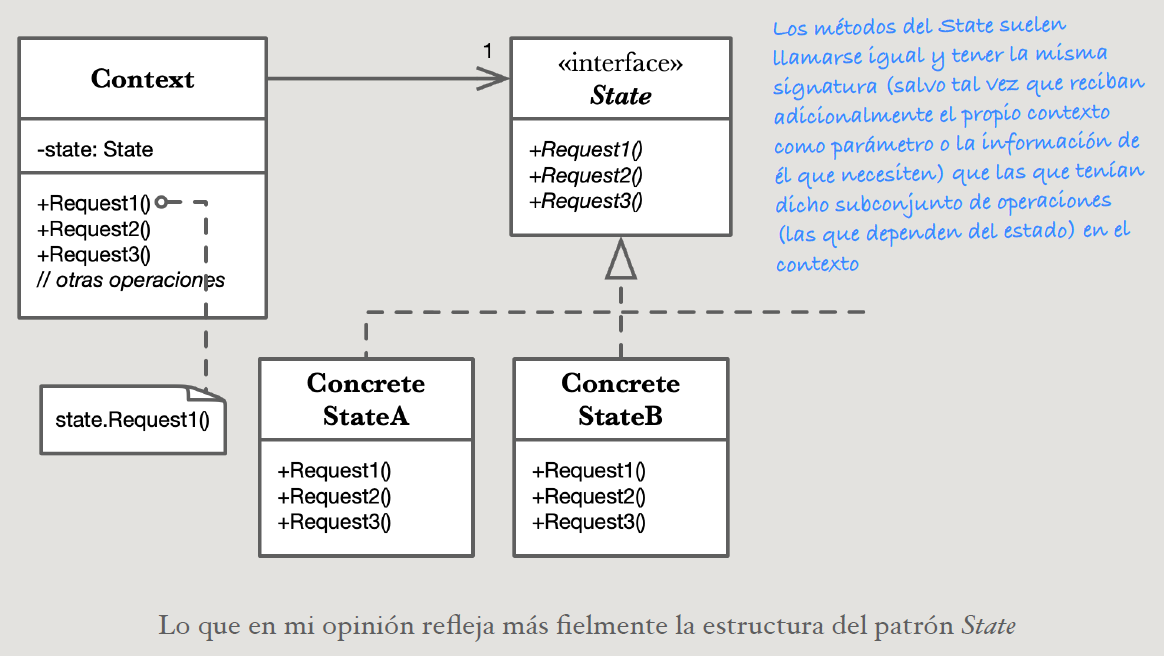 Context
-state: State
+Request1()
+Request2()
+Request3()
// otras operaciones
state.Request1()
1
«interface»
State
+Request1()
+Request2()
+Request3()
Concrete
StateA
+Request1()
+Request2()
+Request3()
Concrete
StateB
+Request1()
+Request2()
+Request3()
Los métodos del State suelen
llamarse igual y tener la misma
signatura (salvo tal vez que reciban
adicionalmente el propio contexto
como parámetro o la información de
él que necesiten) que las que tenían
dicho subconjunto de operaciones
(las que dependen del estado) en el
contexto
Lo que en mi opinión refleja más fielmente la estructura del patrón State